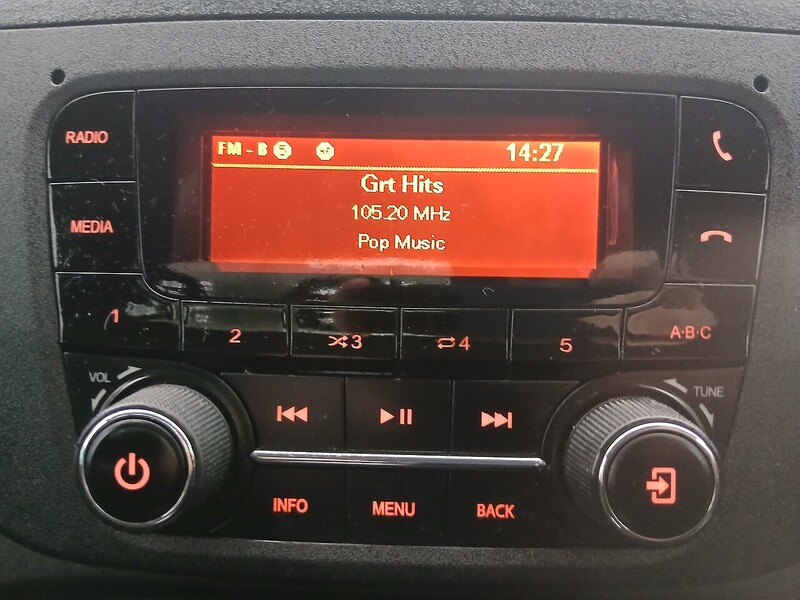 RADIO
FM - B 5 14:27
Grt Hits
105.20 MHz
Pop Music
MEDIA
1
2
3
4
5
A·B·C
VOL
TUNE
INFO
MENU
BACK